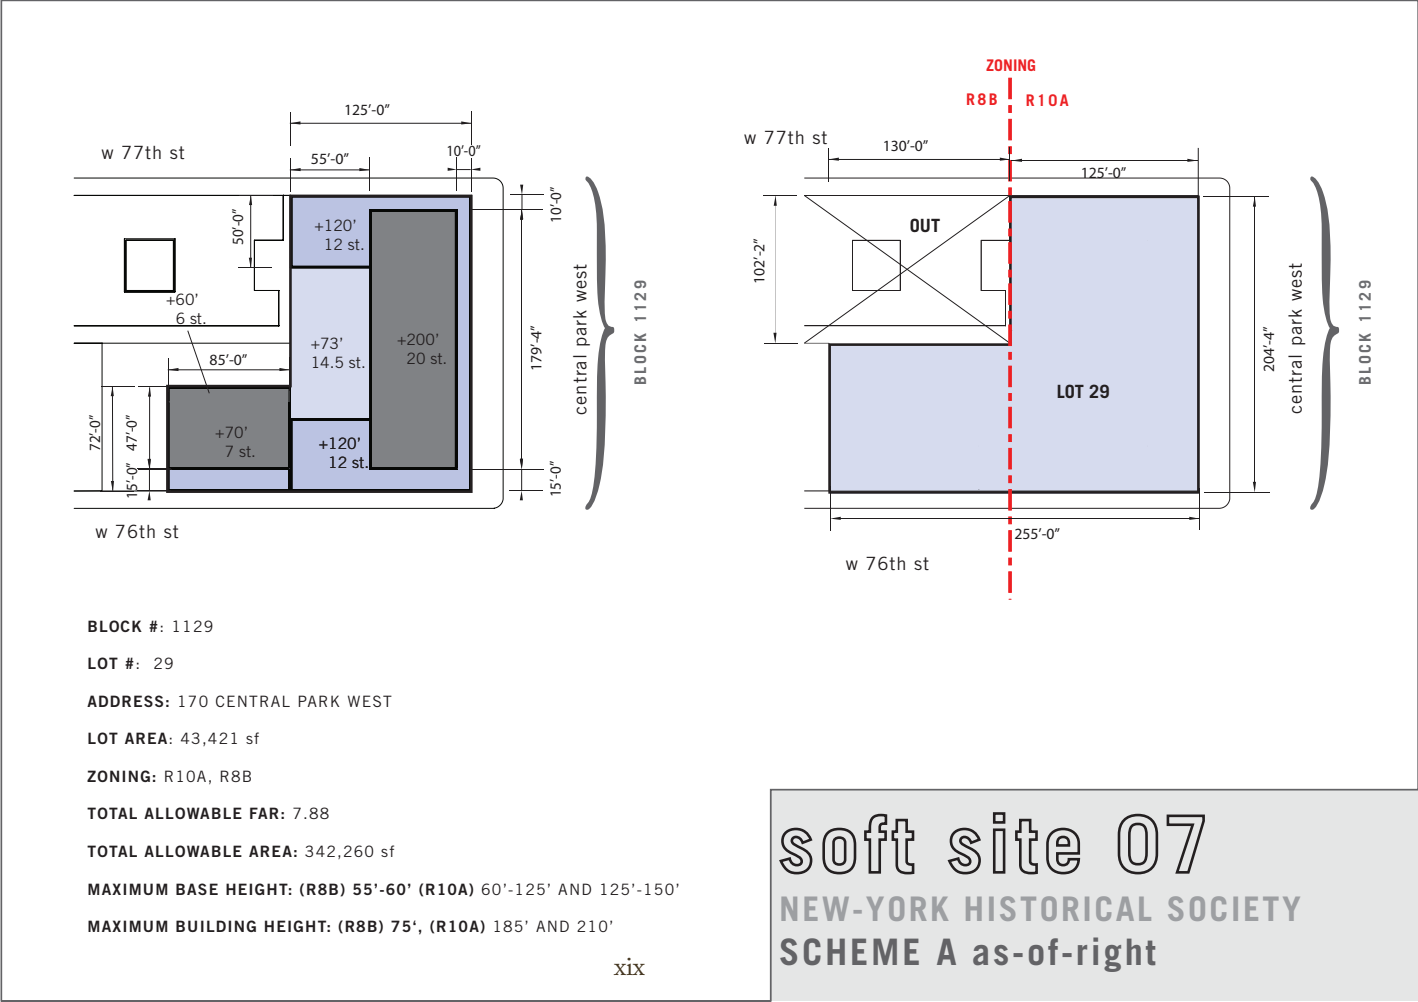 ZONING
R8B R10A
w 77th st
125'-0"
55'-0"
10'-0"
50'-0"
+120'
12 st.
10'-0"
+60'
6 st.
+73'
14.5 st.
+200'
20 st.
179'-4"
central park west
BLOCK 1129
85'-0"
72'-0"
47'-0"
+70'
7 st.
+120'
12 st.
15'-0"
15'-0"
w 76th st
w 77th st
130'-0"
125'-0"
OUT
102'-2"
LOT 29
204'-4"
central park west
BLOCK 1129
255'-0"
w 76th st
BLOCK #: 1129
LOT #: 29
ADDRESS: 170 CENTRAL PARK WEST
LOT AREA: 43,421 sf
ZONING: R10A, R8B
TOTAL ALLOWABLE FAR: 7.88
TOTAL ALLOWABLE AREA: 342,260 sf
MAXIMUM BASE HEIGHT: (R8B) 55'-60' (R10A) 60'-125' AND 125'-150'
MAXIMUM BUILDING HEIGHT: (R8B) 75‘, (R10A) 185' AND 210'
xix
soft site 07
NEW-YORK HISTORICAL SOCIETY
SCHEME A as-of-right